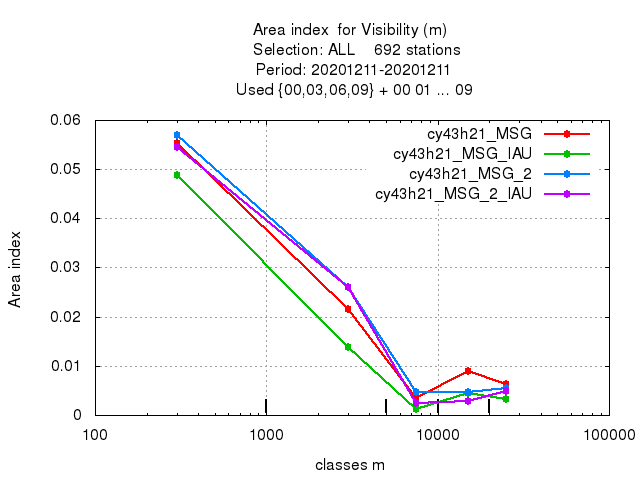 Area index  for Visibility (m)
Selection: ALL    692 stations
Period: 20201211-20201211
Used {00,03,06,09} + 00 01 ... 09
0.06
0.05
0.04
0.03
0.02
0.01
0
Area index
cy43h21_MSG
cy43h21_MSG_IAU
cy43h21_MSG_2
cy43h21_MSG_2_IAU
100 1000 10000 100000
classes m